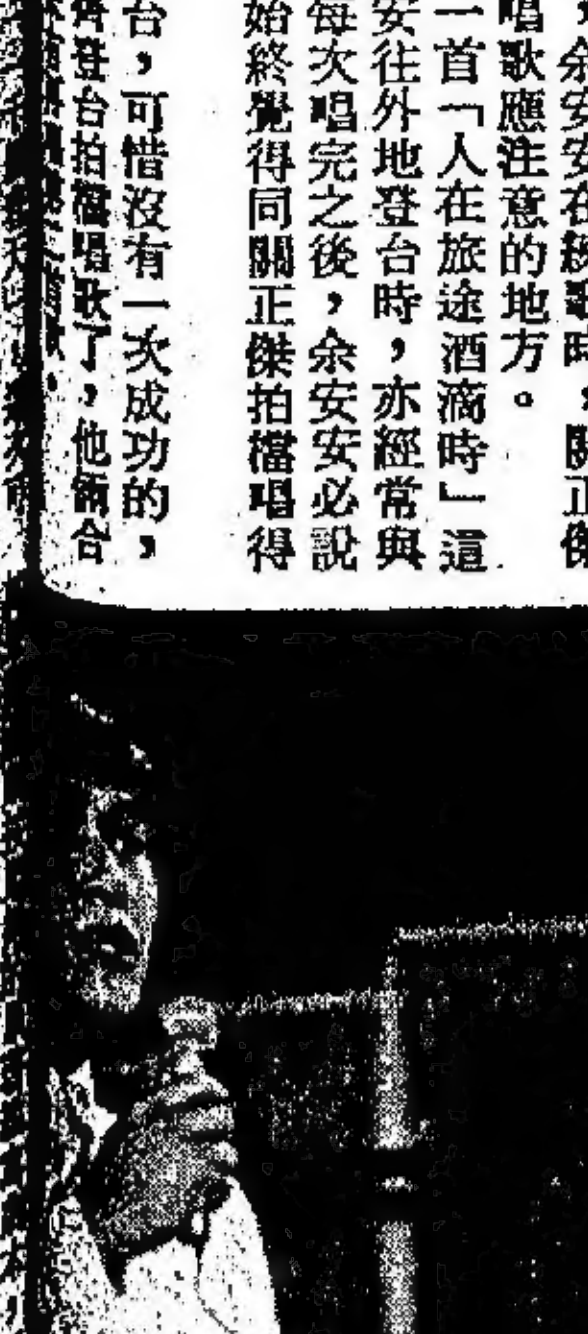 余安安在練歌時，關正傑
唱歌應注意的地方。
一首「人在旅途洒滴時」這
安往外地登台時，亦經常與
每次唱完之後，余安安必說
始終覺得同關正傑拍檔唱得
台，可惜沒有一次成功的，
齊登台拍檔唱歌了，他倆合